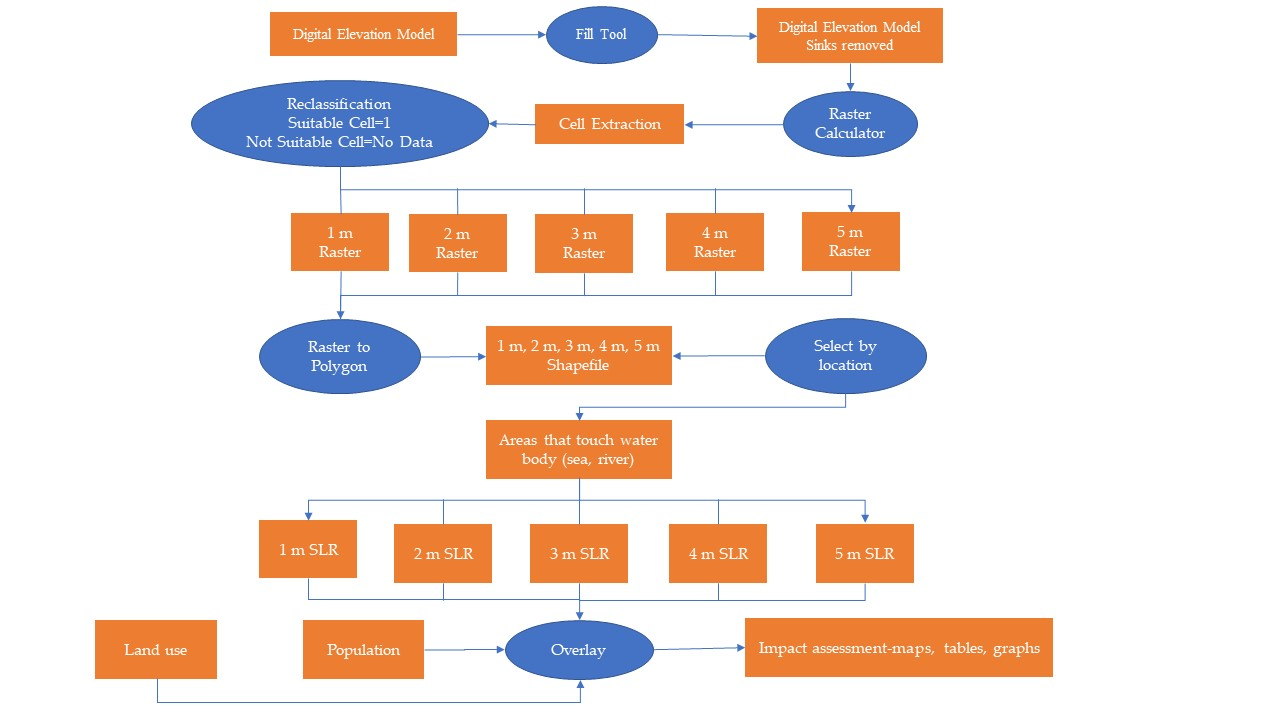 Digital Elevation Model
Fill Tool
Digital Elevation Model
Sinks removed
Reclassification
Suitable Cell=1
Not Suitable Cell=No Data
Cell Extraction
Raster
Calculator
1 m
Raster
2 m
Raster
3 m
Raster
4 m
Raster
5 m
Raster
Raster to
Polygon
1 m, 2 m, 3 m, 4 m, 5 m
Shapefile
Select by
location
Areas that touch water
body (sea, river)
1 m SLR
2 m SLR
3 m SLR
4 m SLR
5 m SLR
Land use
Population
Overlay
Impact assessment-maps, tables, graphs